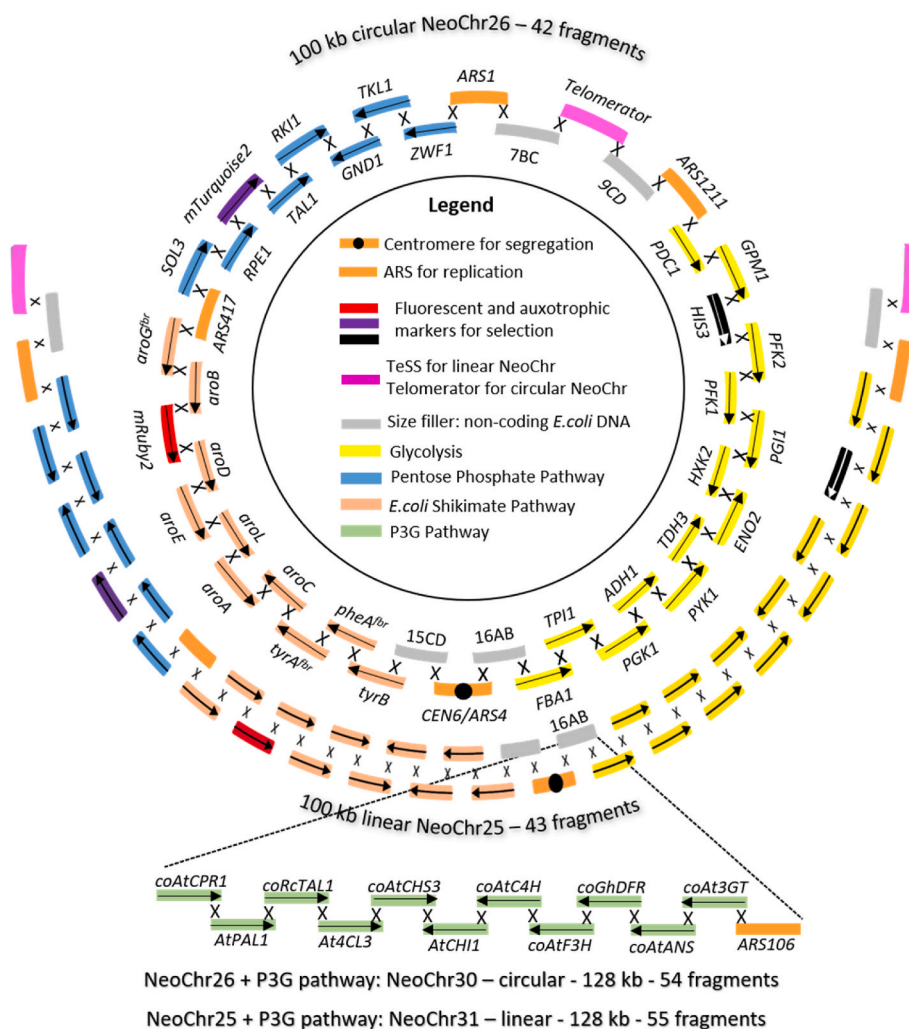 100 kb circular NeoChr26 – 42 fragments
ARS1
Telomerator
TKL1
RKI1
mTurquoise2
SOL3
ZWF1
GND1
TAL1
RPE1
7BC
9CD
ARS1211
PDC1
GPM1
HIS3
PFK2
PFK1
PGI1
HXK2
ENO2
TDH3
PYK1
ADH1
PGK1
TPI1
FBA1
16AB
CEN6/ARS4
15CD
tyrB
pheAfbr
tyrAfbr
aroC
aroA
aroL
aroE
aroD
mRuby2
aroB
aroGfbr
ARS417
Legend
Centromere for segregation
ARS for replication
Fluorescent and auxotrophic
markers for selection
TeSS for linear NeoChr
Telomerator for circular NeoChr
Size filler: non-coding E.coli DNA
Glycolysis
Pentose Phosphate Pathway
E.coli Shikimate Pathway
P3G Pathway
16AB
100 kb linear NeoChr25 – 43 fragments
coAtCPR1 coRcTAL1 coAtCHS3 coAtC4H coGhDFR coAt3GT
AtPAL1 At4CL3 AtCHI1 coAtF3H coAtANS ARS106
NeoChr26 + P3G pathway: NeoChr30 – circular - 128 kb - 54 fragments
NeoChr25 + P3G pathway: NeoChr31 – linear - 128 kb - 55 fragments